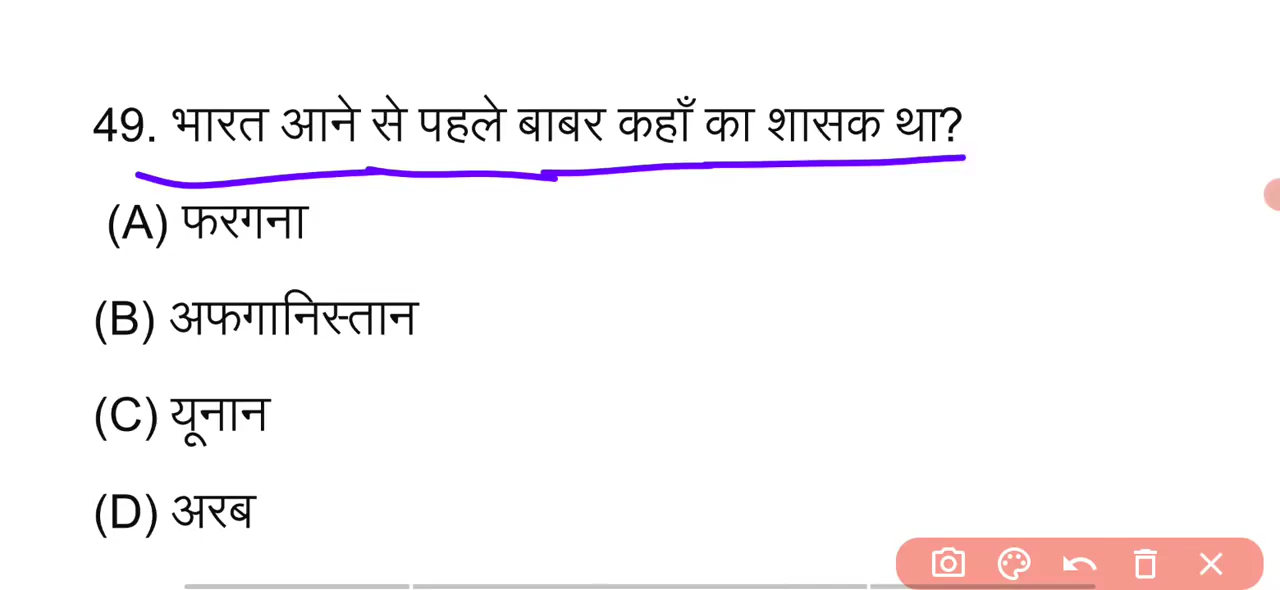 49. भारत आने से पहले बाबर कहाँ का शासक था?
(A) फरगना
(B) अफगानिस्तान
(C) यूनान
(D) अरब